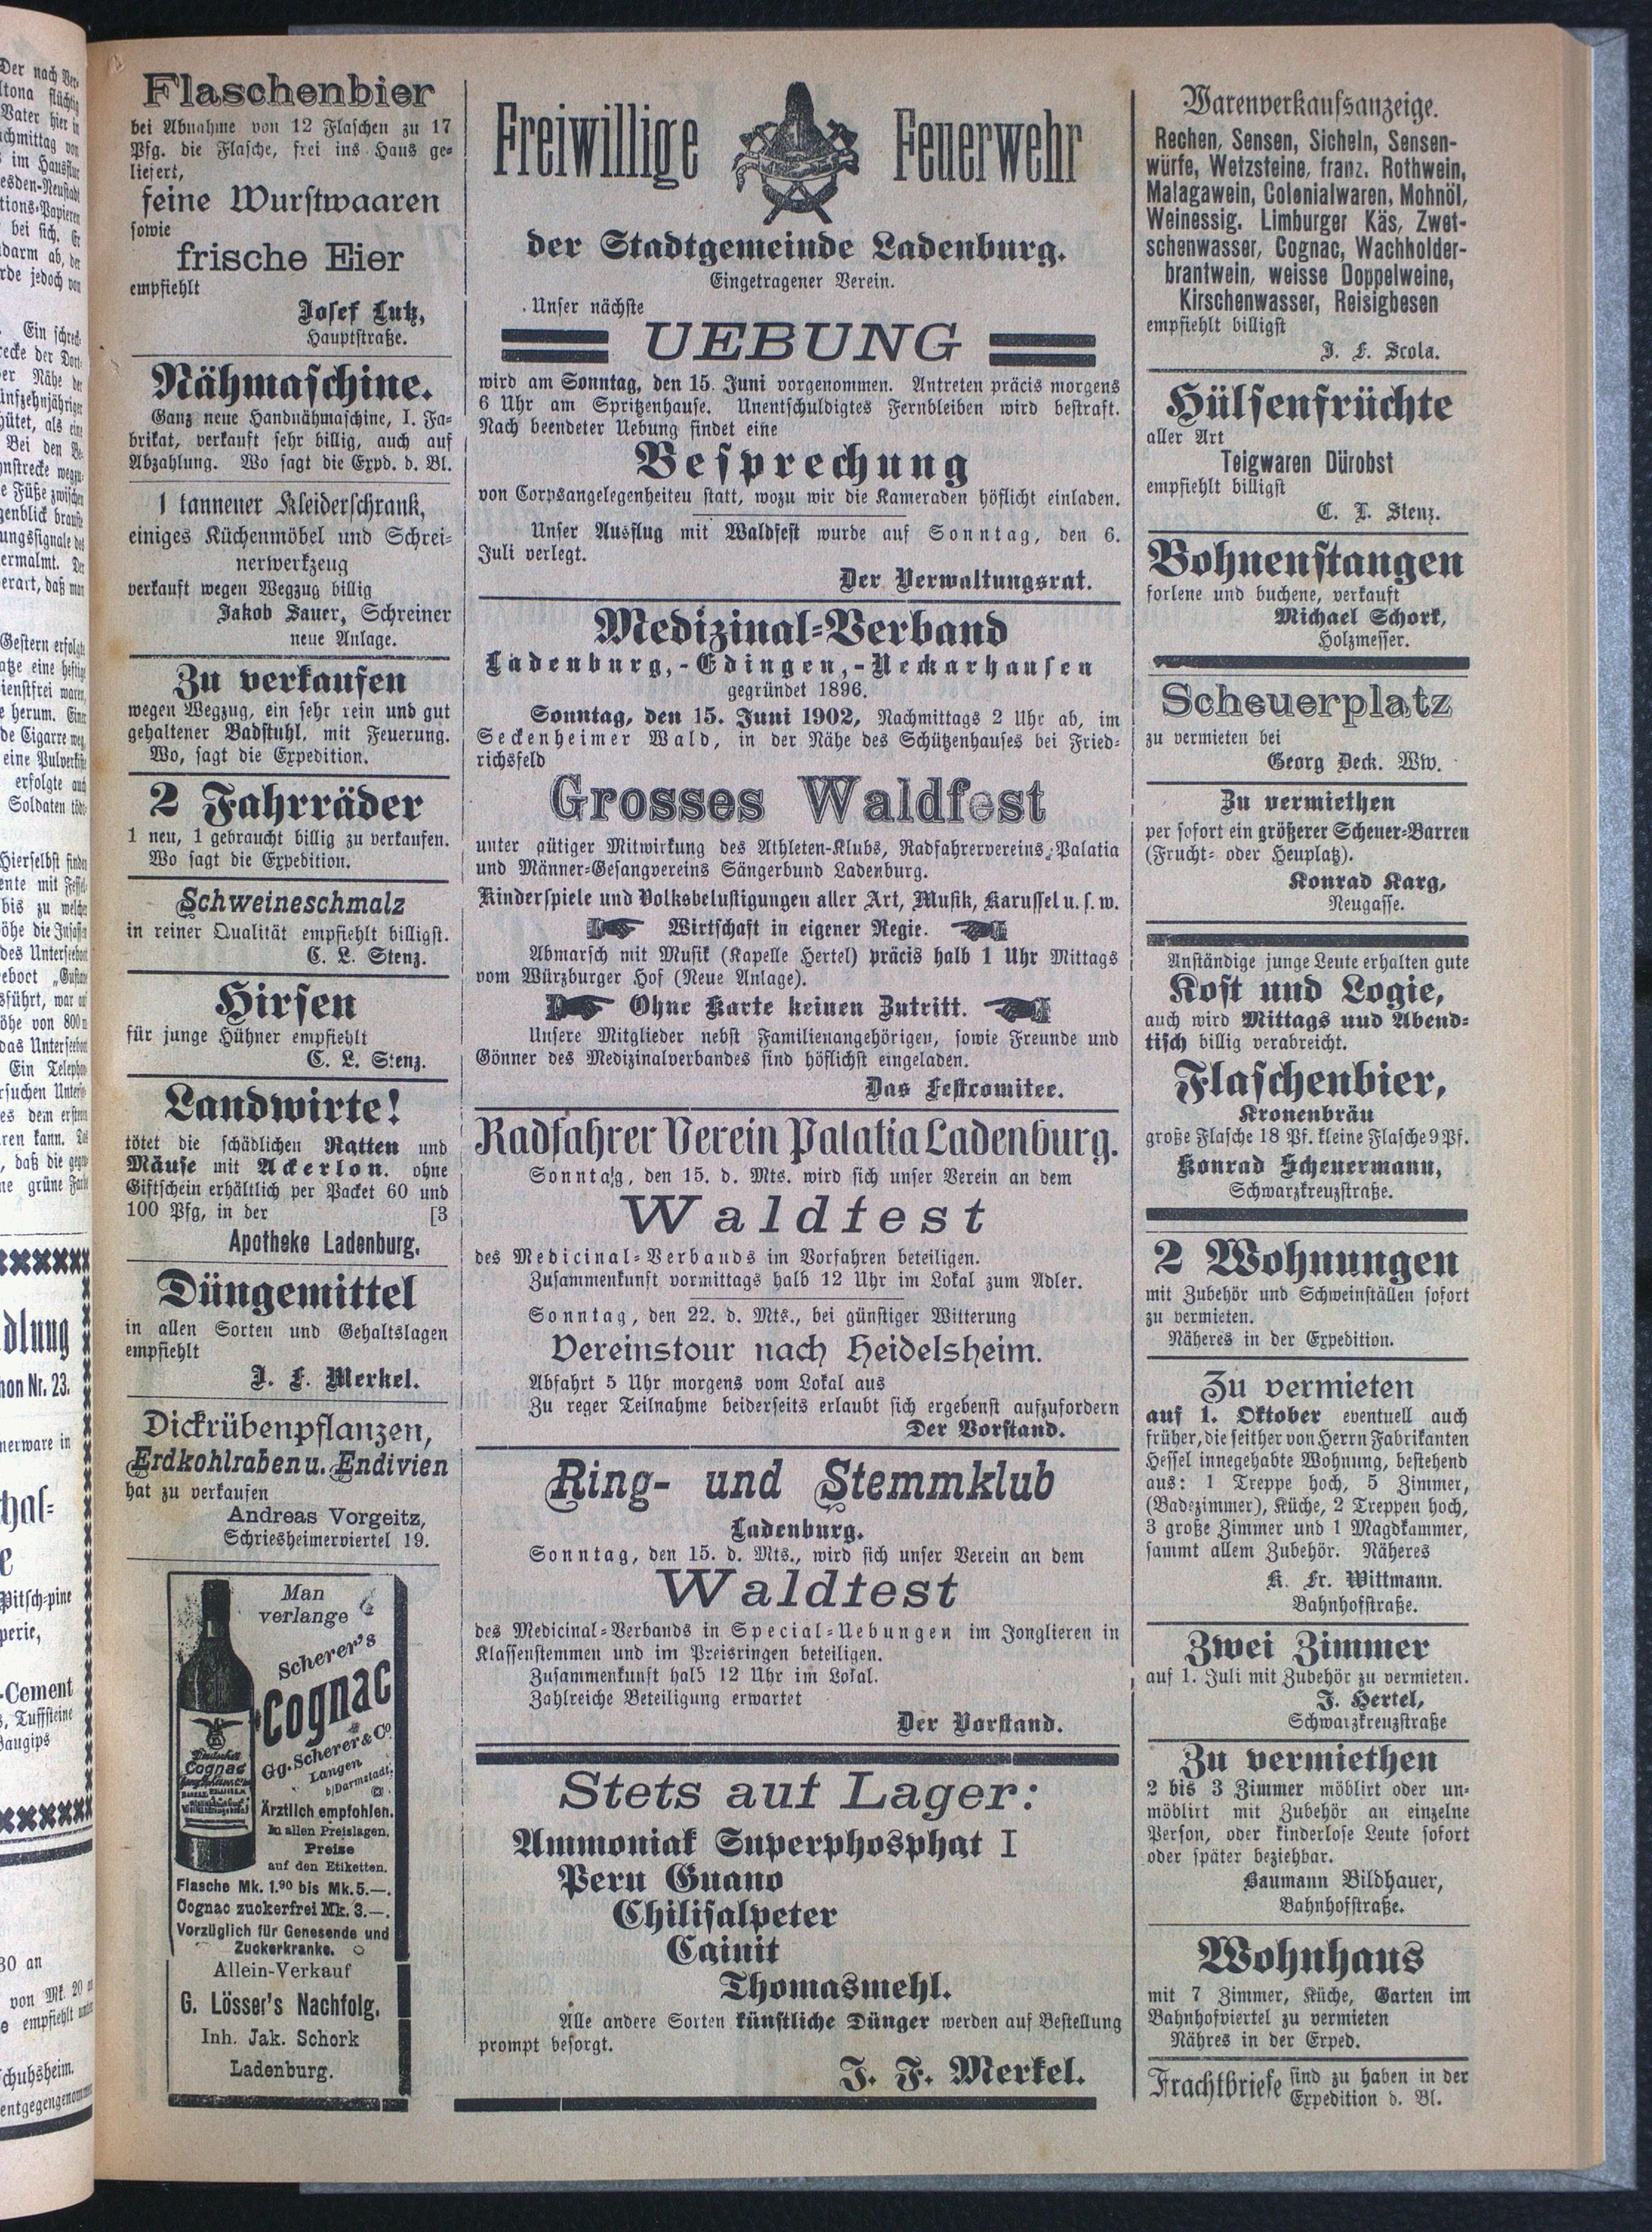 Flaschenbier
bei Abnahme von 12 Flaschen zu 17
Pfg. die Flasche, frei ins Haus ge-
liefert,
feine Wurstwaaren
sowie
frische Eier
empfiehlt
Josef Lutz,
Hauptstraße.
Nähmaschine.
Ganz neue Handnähmaschine, I. Fa-
brikat, verkauft sehr billig, auch auf
Abzahlung. Wo sagt die Expd. d. Bl.
1 tannener Kleiderschrank,
einiges Küchenmöbel und Schrei-
nerwerkzeug
verkauft wegen Wegzug billig
Jakob Sauer, Schreiner
neue Anlage.
Zu verkaufen
wegen Wegzug, ein sehr rein und gut
gehaltener Badstuhl, mit Feuerung.
Wo, sagt die Expedition.
2 Fahrräder
1 neu, 1 gebraucht billig zu verkaufen.
Wo sagt die Expedition.
Schweineschmalz
in reiner Qualität empfiehlt billigst.
C. L. Stenz.
Hirsen
für junge Hühner empfiehlt
C. L. Stenz.
Landwirte!
tötet die schädlichen Ratten und
Mäuse mit Ackerlon. ohne
Giftschein erhältlich per Packet 60 und
100 Pfg, in der [3
Apotheke Ladenburg.
Düngemittel
in allen Sorten und Gehaltslagen
empfiehlt
J. F. Merkel.
Dickrübenpflanzen,
Erdkohlraben u. Endivien
hat zu verkaufen
Andreas Vorgeitz,
Schriesheimerviertel 19.
Man
verlange
Scherer's
Cognac
Gg. Scherer & Co
Langen
b/Darmstadt.
Ärztlich empfohlen.
In allen Preislagen.
Preise
auf den Etiketten.
Flasche Mk. 1.90 bis Mk. 5.—.
Cognac zuckerfrei Mk. 3.—.
Vorzüglich für Genesende und
Zuckerkranke.
Allein-Verkauf
G. Lösser's Nachfolg.
Inh. Jak. Schork
Ladenburg.
Freiwillige Feuerwehr
der Stadtgemeinde Ladenburg.
Eingetragener Verein.
Unser nächste
UEBUNG
wird am Sonntag, den 15. Juni vorgenommen. Antreten präcis morgens
6 Uhr am Spritzenhause. Unentschuldigtes Fernbleiben wird bestraft.
Nach beendeter Uebung findet eine
Besprechung
von Corpsangelegenheiten statt, wozu wir die Kameraden höflicht einladen.
Unser Ausflug mit Waldfest wurde auf Sonntag, den 6.
Juli verlegt.
Der Verwaltungsrat.
Medizinal-Verband
Ladenburg,-Edingen,-Neckarhausen
gegründet 1896.
Sonntag, den 15. Juni 1902, Nachmittags 2 Uhr ab, im
Seckenheimer Wald, in der Nähe des Schützenhauses bei Fried-
richsfeld
Grosses Waldfest
unter gütiger Mitwirkung des Athleten-Klubs, Radfahrervereins-Palatia
und Männer-Gesangvereins Sängerbund Ladenburg.
Kinderspiele und Volksbelustigungen aller Art, Musik, Karussel u. s. w.
Wirtschaft in eigener Regie.
Abmarsch mit Musik (Kapelle Hertel) präcis halb 1 Uhr Mittags
vom Würzburger Hof (Neue Anlage).
Ohne Karte keinen Zutritt.
Unsere Mitglieder nebst Familienangehörigen, sowie Freunde und
Gönner des Medizinalverbandes sind höflichst eingeladen.
Das Festcomitee.
Radfahrer Verein Palatia Ladenburg.
Sonntag, den 15. d. Mts. wird sich unser Verein an dem
Waldfest
des Medicinal-Verbands im Vorfahren beteiligen.
Zusammenkunft vormittags halb 12 Uhr im Lokal zum Adler.
Sonntag, den 22. d. Mts., bei günstiger Witterung
Vereinstour nach Heidelsheim.
Abfahrt 5 Uhr morgens vom Lokal aus
Zu reger Teilnahme beiderseits erlaubt sich ergebenst aufzufordern
Der Vorstand.
Ring- und Stemmklub
Ladenburg.
Sonntag, den 15. d. Mts., wird sich unser Verein an dem
Waldfest
des Medicinal-Verbands in Special-Uebungen im Jonglieren in
Klassenstemmen und im Preisringen beteiligen.
Zusammenkunft halb 12 Uhr im Lokal.
Zahlreiche Beteiligung erwartet
Der Vorstand.
Stets auf Lager:
Ammoniak Superphosphat I
Peru Guano
Chilisalpeter
Cainit
Thomasmehl.
Alle andere Sorten künstliche Dünger werden auf Bestellung
prompt besorgt.
J. F. Merkel.
Warenverkaufsanzeige.
Rechen, Sensen, Sicheln, Sensen-
würfe, Wetzsteine, franz. Rothwein,
Malagawein, Colonialwaren, Mohnöl,
Weinessig. Limburger Käs, Zwet-
schenwasser, Cognac, Wachholder-
brantwein, weisse Doppelweine,
Kirschenwasser, Reisigbesen
empfiehlt billigst
J. F. Scola.
Hülsenfrüchte
aller Art
Teigwaren Dürobst
empfiehlt billigst
C. L. Stenz.
Bohnenstangen
forlene und buchene, verkauft
Michael Schork,
Holzmesser.
Scheuerplatz
zu vermieten bei
Georg Deck. Ww.
Zu vermiethen
per sofort ein größerer Scheuer-Barren
(Frucht- oder Heuplatz).
Konrad Karg,
Neugasse.
Anständige junge Leute erhalten gute
Kost und Logie,
auch wird Mittags und Abend-
tisch billig verabreicht.
Flaschenbier,
Kronenbräu
große Flasche 18 Pf. kleine Flasche 9 Pf.
Konrad Scheuermann,
Schwarzkreuzstraße.
2 Wohnungen
mit Zubehör und Schweinställen sofort
zu vermieten.
Näheres in der Expedition.
Zu vermieten
auf 1. Oktober eventuell auch
früher, die seither von Herrn Fabrikanten
Hessel innegehabte Wohnung, bestehend
aus: 1 Treppe hoch, 5 Zimmer,
(Badezimmer), Küche, 2 Treppen hoch,
3 große Zimmer und 1 Magdkammer,
sammt allem Zubehör. Näheres
K. Fr. Wittmann.
Bahnhofstraße.
Zwei Zimmer
auf 1. Juli mit Zubehör zu vermieten.
J. Hertel,
Schwarzkreuzstraße
Zu vermiethen
2 bis 3 Zimmer möblirt oder un-
möblirt mit Zubehör an einzelne
Person, oder kinderlose Leute sofort
oder später beziehbar.
Baumann Bildhauer,
Bahnhofstraße.
Wohnhaus
mit 7 Zimmer, Küche, Garten im
Bahnhofviertel zu vermieten
Nähres in der Exped.
Frachtbriefe sind zu haben in der
Expedition d. Bl.